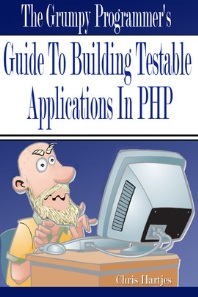 The Grumpy Programmer's
Guide To Building Testable
Applications In PHP
Chris Hartjes